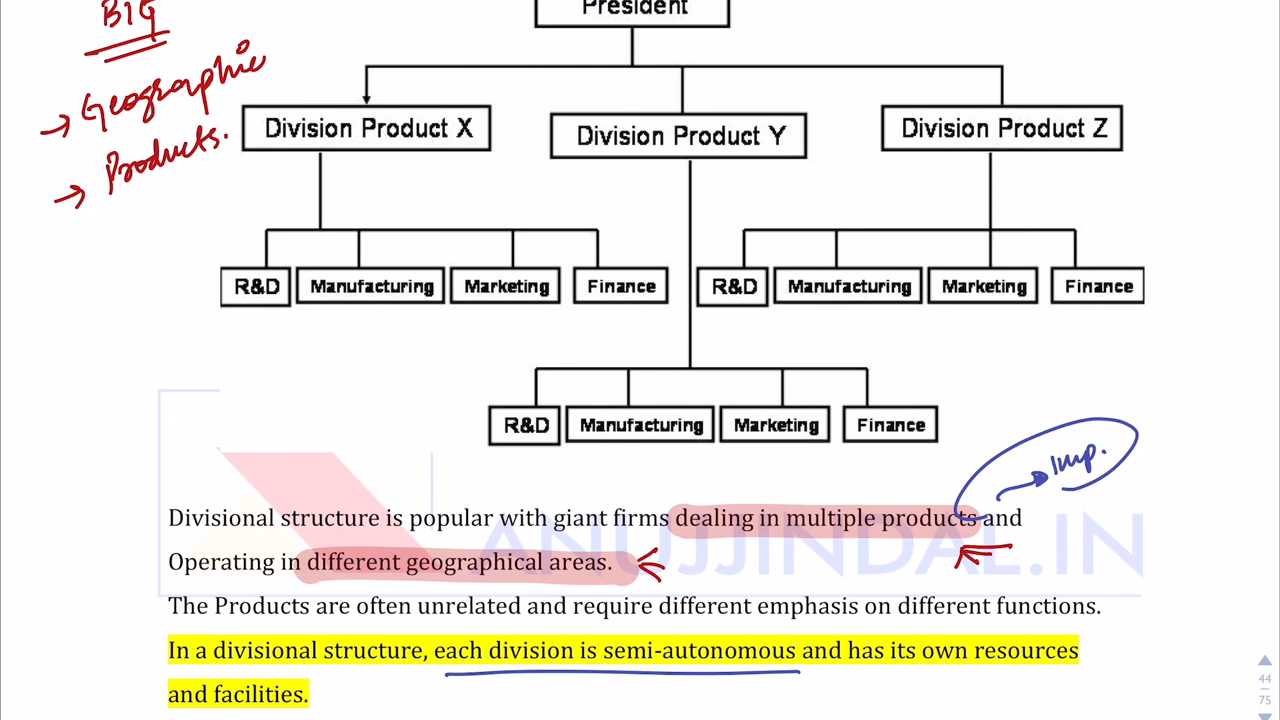 President
BIG
→ Geographic
→ Products.
Division Product X
Division Product Y
Division Product Z
R&D
Manufacturing
Marketing
Finance
R&D
Manufacturing
Marketing
Finance
R&D
Manufacturing
Marketing
Finance
→ Imp.
Divisional structure is popular with giant firms dealing in multiple products and
Operating in different geographical areas.
The Products are often unrelated and require different emphasis on different functions.
In a divisional structure, each division is semi-autonomous and has its own resources
and facilities.
ANUJJINDAL.IN
44
75